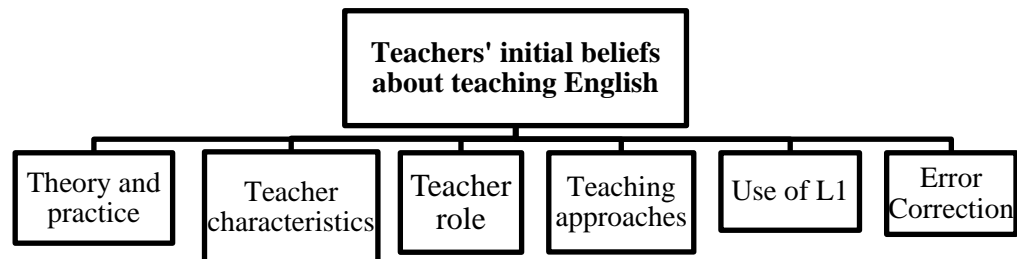 Teachers' initial beliefs
about teaching English
Theory and
practice
Teacher
characteristics
Teacher
role
Teaching
approaches
Use of L1
Error
Correction